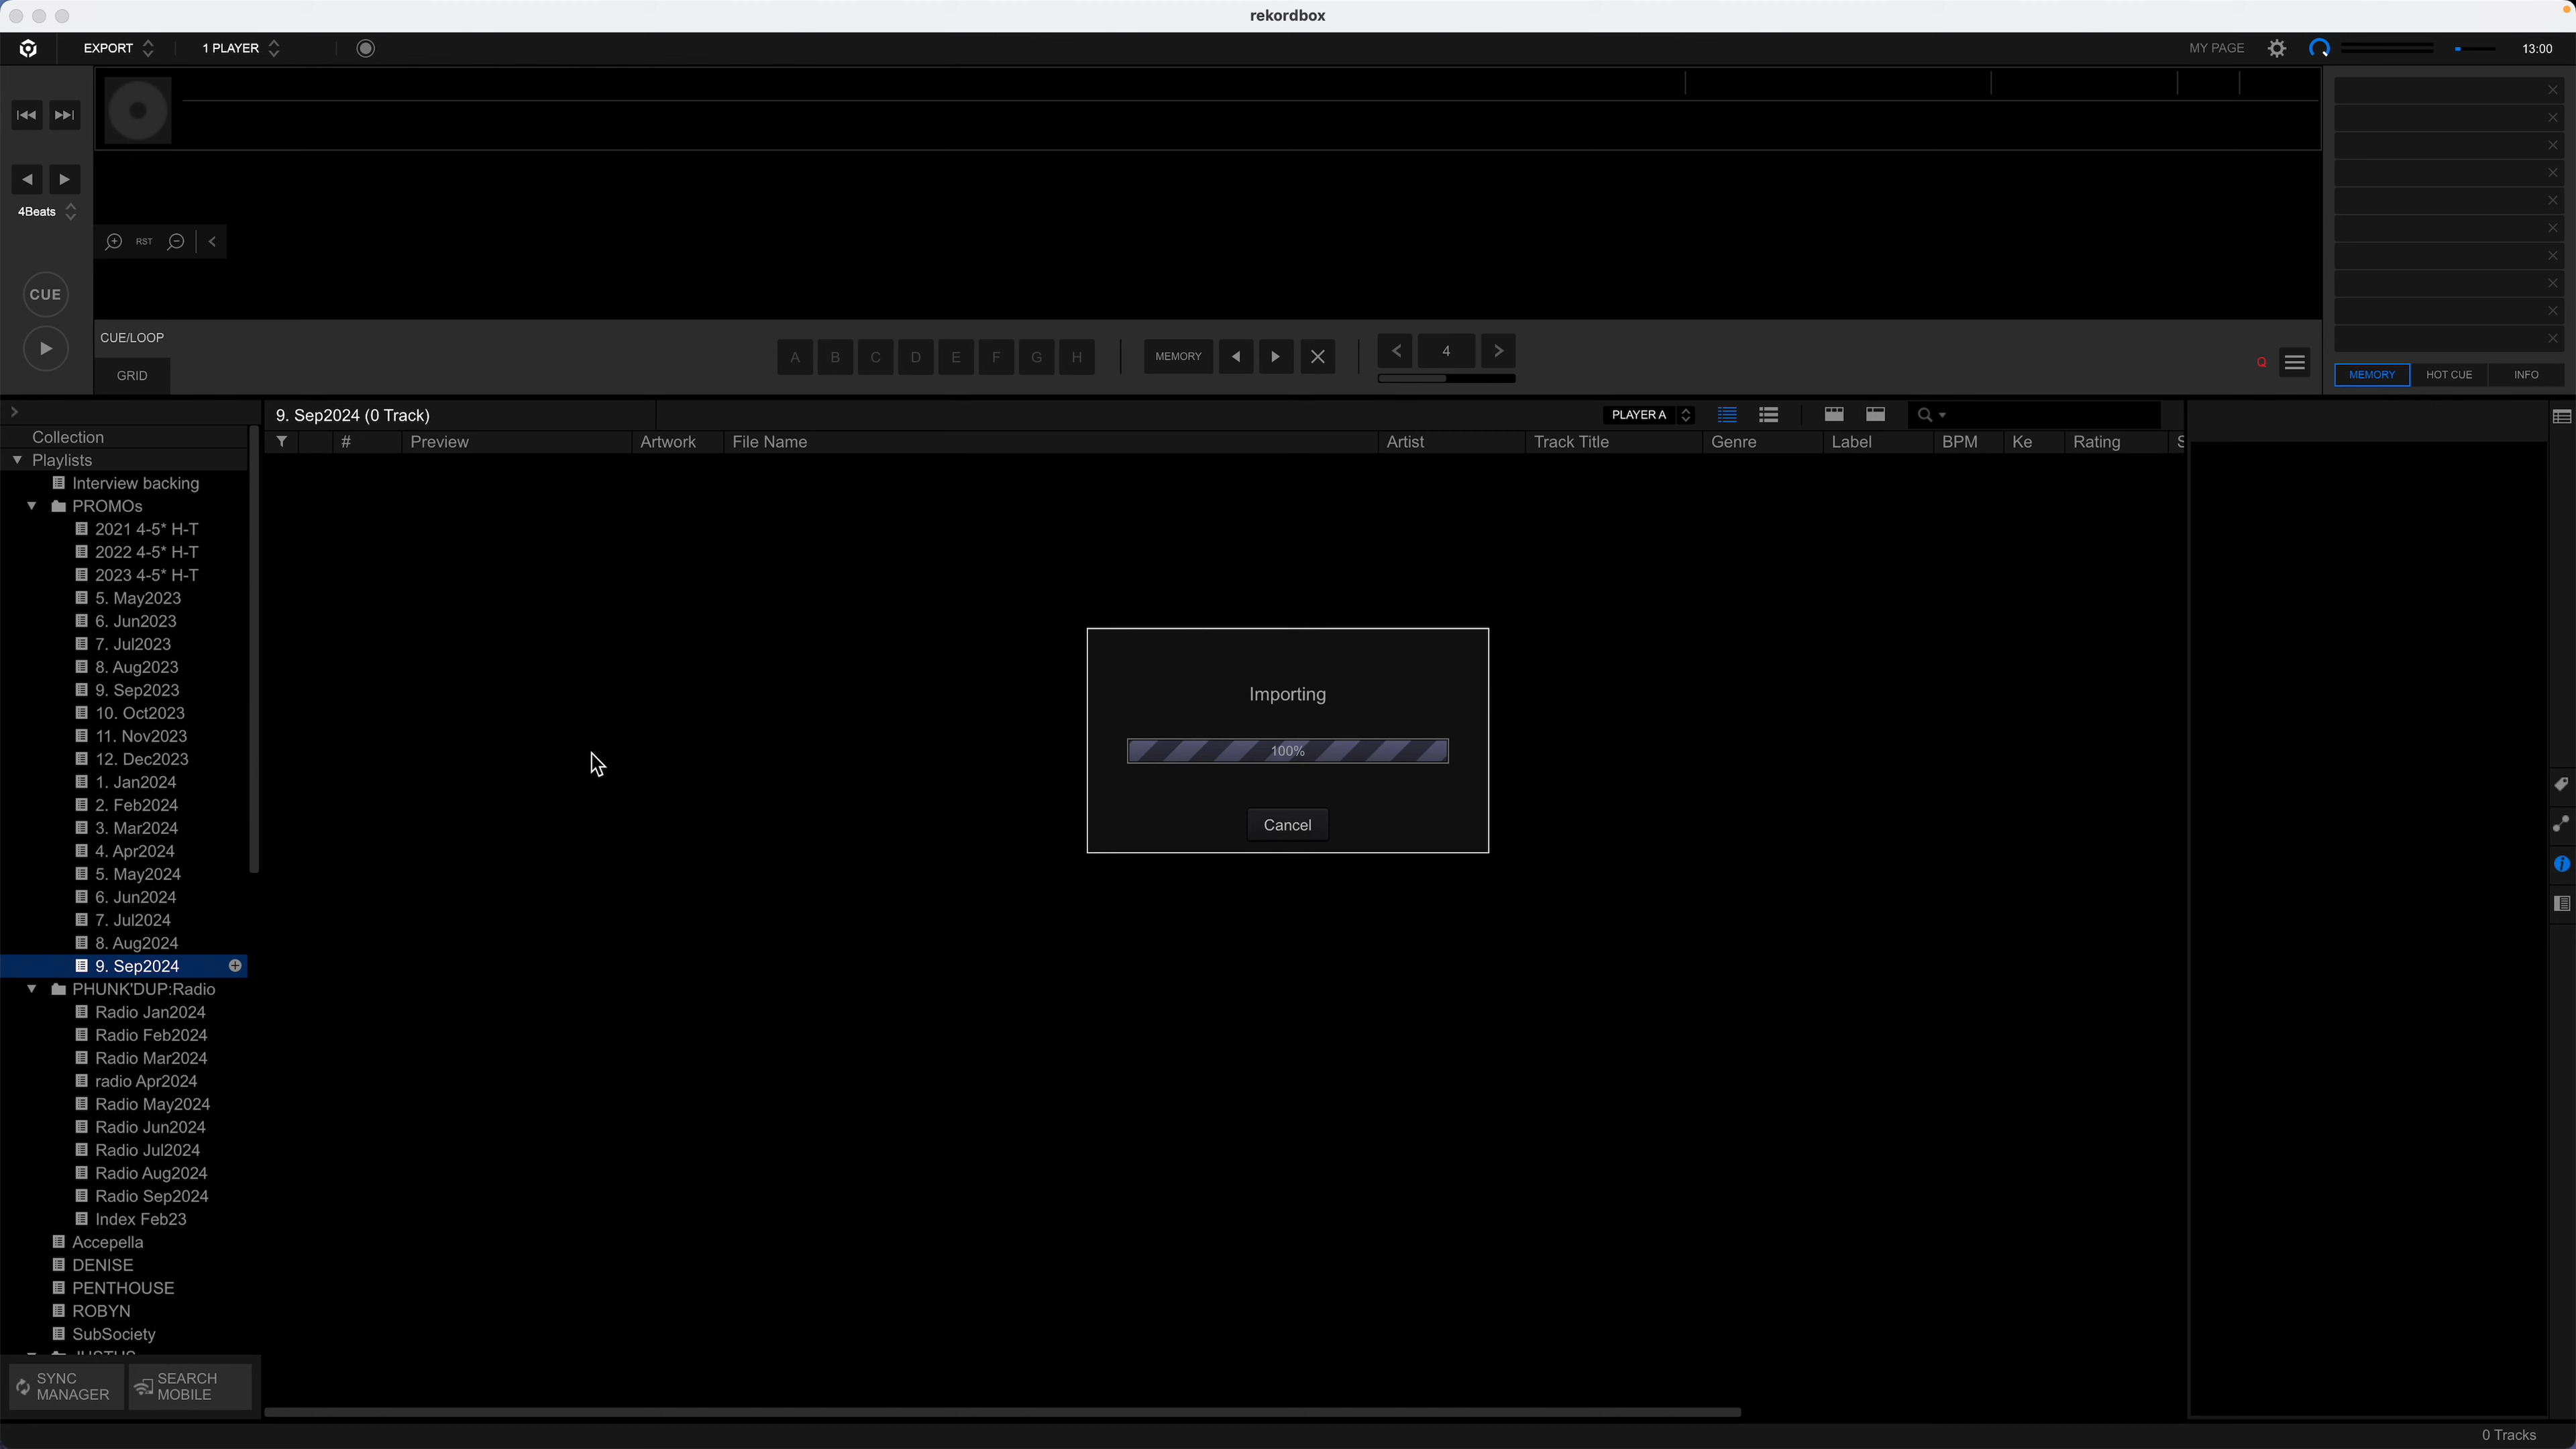 rekordbox
EXPORT
1 PLAYER
MY PAGE
13:00
4Beats
RST
CUE
CUE/LOOP
GRID
A B C D E F G H
MEMORY
4
Q
MEMORY HOT CUE INFO
9. Sep2024 (0 Track)
PLAYER A
# Preview Artwork File Name Artist Track Title Genre Label BPM Ke Rating
Collection
Playlists
Interview backing
PROMOs
2021 4-5* H-T
2022 4-5* H-T
2023 4-5* H-T
5. May2023
6. Jun2023
7. Jul2023
8. Aug2023
9. Sep2023
10. Oct2023
11. Nov2023
12. Dec2023
1. Jan2024
2. Feb2024
3. Mar2024
4. Apr2024
5. May2024
6. Jun2024
7. Jul2024
8. Aug2024
9. Sep2024
PHUNK'DUP:Radio
Radio Jan2024
Radio Feb2024
Radio Mar2024
radio Apr2024
Radio May2024
Radio Jun2024
Radio Jul2024
Radio Aug2024
Radio Sep2024
Index Feb23
Accepella
DENISE
PENTHOUSE
ROBYN
SubSociety
Importing
100%
Cancel
SYNC
MANAGER
SEARCH
MOBILE
0 Tracks